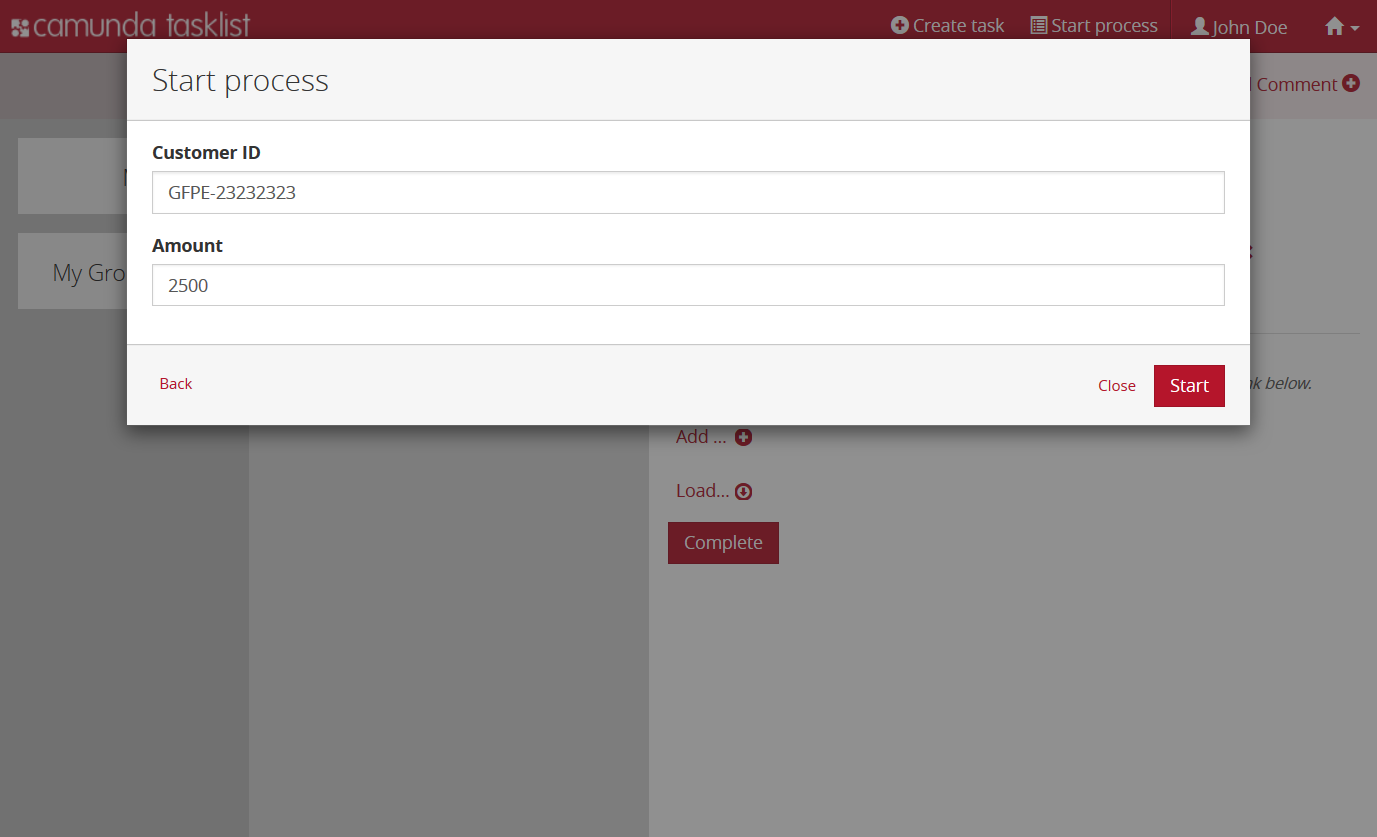 camunda tasklist
Create task
Start process
John Doe
Start process
Comment
Customer ID
GFPE-23232323
Amount
2500
My Gro
Back
Close
Start
below.
Add ...
Load...
Complete